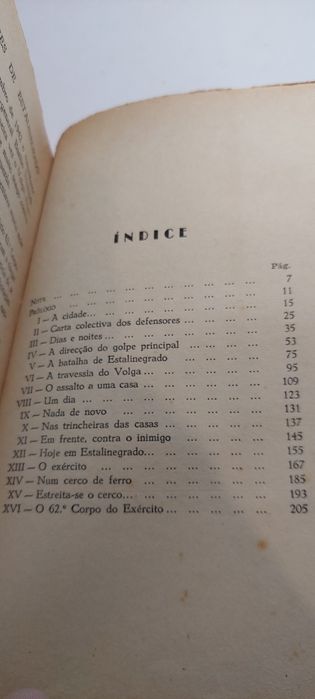 ÍNDICE
Pág.
Nota ... ... ... ... ... ... ... ... ... ... 7
Prólogo ... ... ... ... ... ... ... ... ... 11
I — A cidade... ... ... ... ... ... ... ... 15
II — Carta colectiva dos defensores ... ... ... ... 25
III — Dias e noites ... ... ... ... ... ... ... 35
IV — A direcção do golpe principal ... ... ... ... 53
V — A batalha de Estalinegrado ... ... ... ... 75
VI — A travessia do Volga ... ... ... ... ... 95
VII — O assalto a uma casa ... ... ... ... ... 109
VIII — Um dia ... ... ... ... ... ... ... ... 123
IX — Nada de novo ... ... ... ... ... ... 131
X — Nas trincheiras das casas ... ... ... ... 137
XI — Em frente, contra o inimigo ... ... ... ... 145
XII — Hoje em Estalinegrado... ... ... ... ... 155
XIII — O exército ... ... ... ... ... ... ... 167
XIV — Num cerco de ferro ... ... ... ... ... 185
XV — Estreita-se o cerco... ... ... ... ... ... 193
XVI — O 62.º Corpo do Exército ... ... ... ... 205